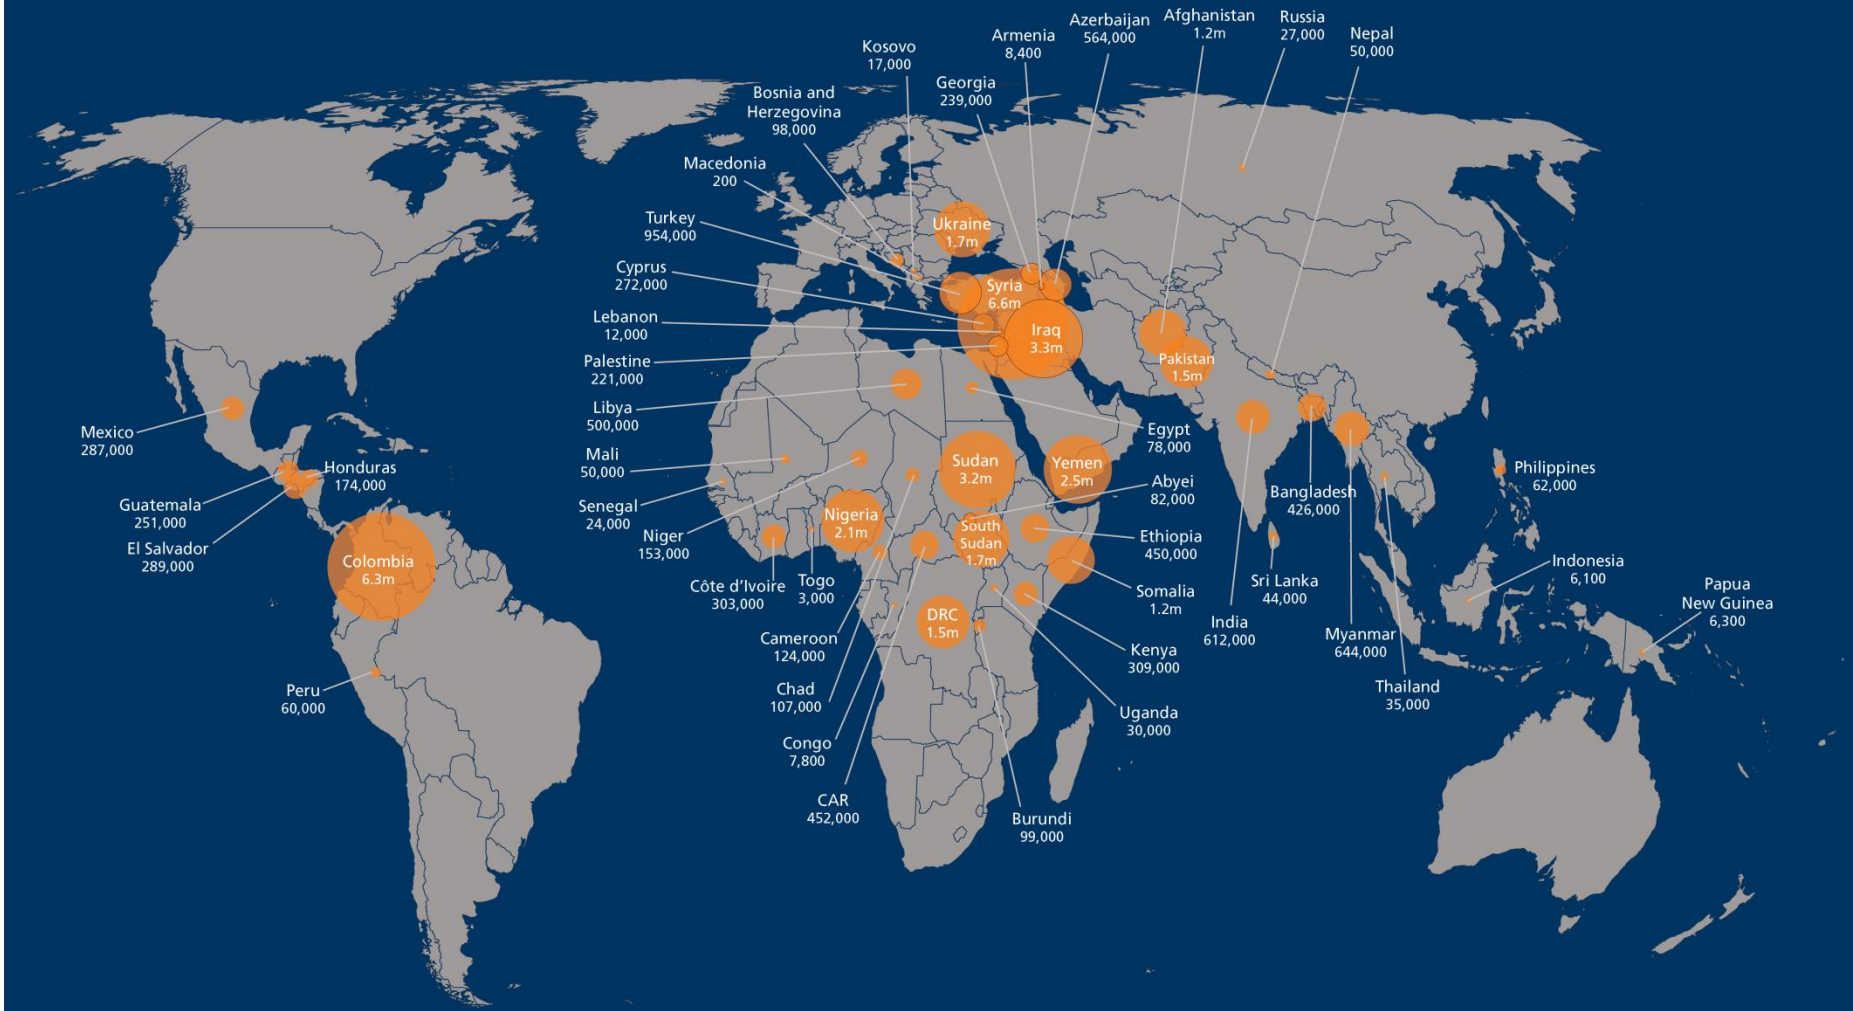 Azerbaijan
564,000
Afghanistan
1.2m
Russia
27,000
Nepal
50,000
Armenia
8,400
Kosovo
17,000
Georgia
239,000
Bosnia and
Herzegovina
98,000
Macedonia
200
Turkey
954,000
Ukraine
1.7m
Cyprus
272,000
Syria
6.6m
Lebanon
12,000
Iraq
3.3m
Palestine
221,000
Pakistan
1.5m
Libya
500,000
Egypt
78,000
Mexico
287,000
Mali
50,000
Sudan
3.2m
Yemen
2.5m
Honduras
174,000
Philippines
62,000
Abyei
82,000
Bangladesh
426,000
Guatemala
251,000
Senegal
24,000
Nigeria
2.1m
South
Sudan
1.7m
Niger
153,000
Ethiopia
450,000
El Salvador
289,000
Colombia
6.3m
Côte d’Ivoire
303,000
Togo
3,000
Somalia
1.2m
Sri Lanka
44,000
Indonesia
6,100
Papua
New Guinea
6,300
DRC
1.5m
India
612,000
Cameroon
124,000
Kenya
309,000
Myanmar
644,000
Peru
60,000
Chad
107,000
Thailand
35,000
Uganda
30,000
Congo
7,800
CAR
452,000
Burundi
99,000